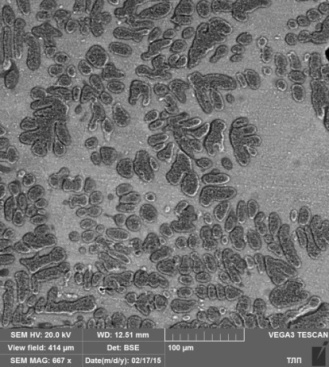 SEM HV: 20.0 kV WD: 12.51 mm VEGA3 TESCAN
View field: 414 µm Det: BSE 100 µm
SEM MAG: 667 x Date(m/d/y): 02/17/15 ТЛП